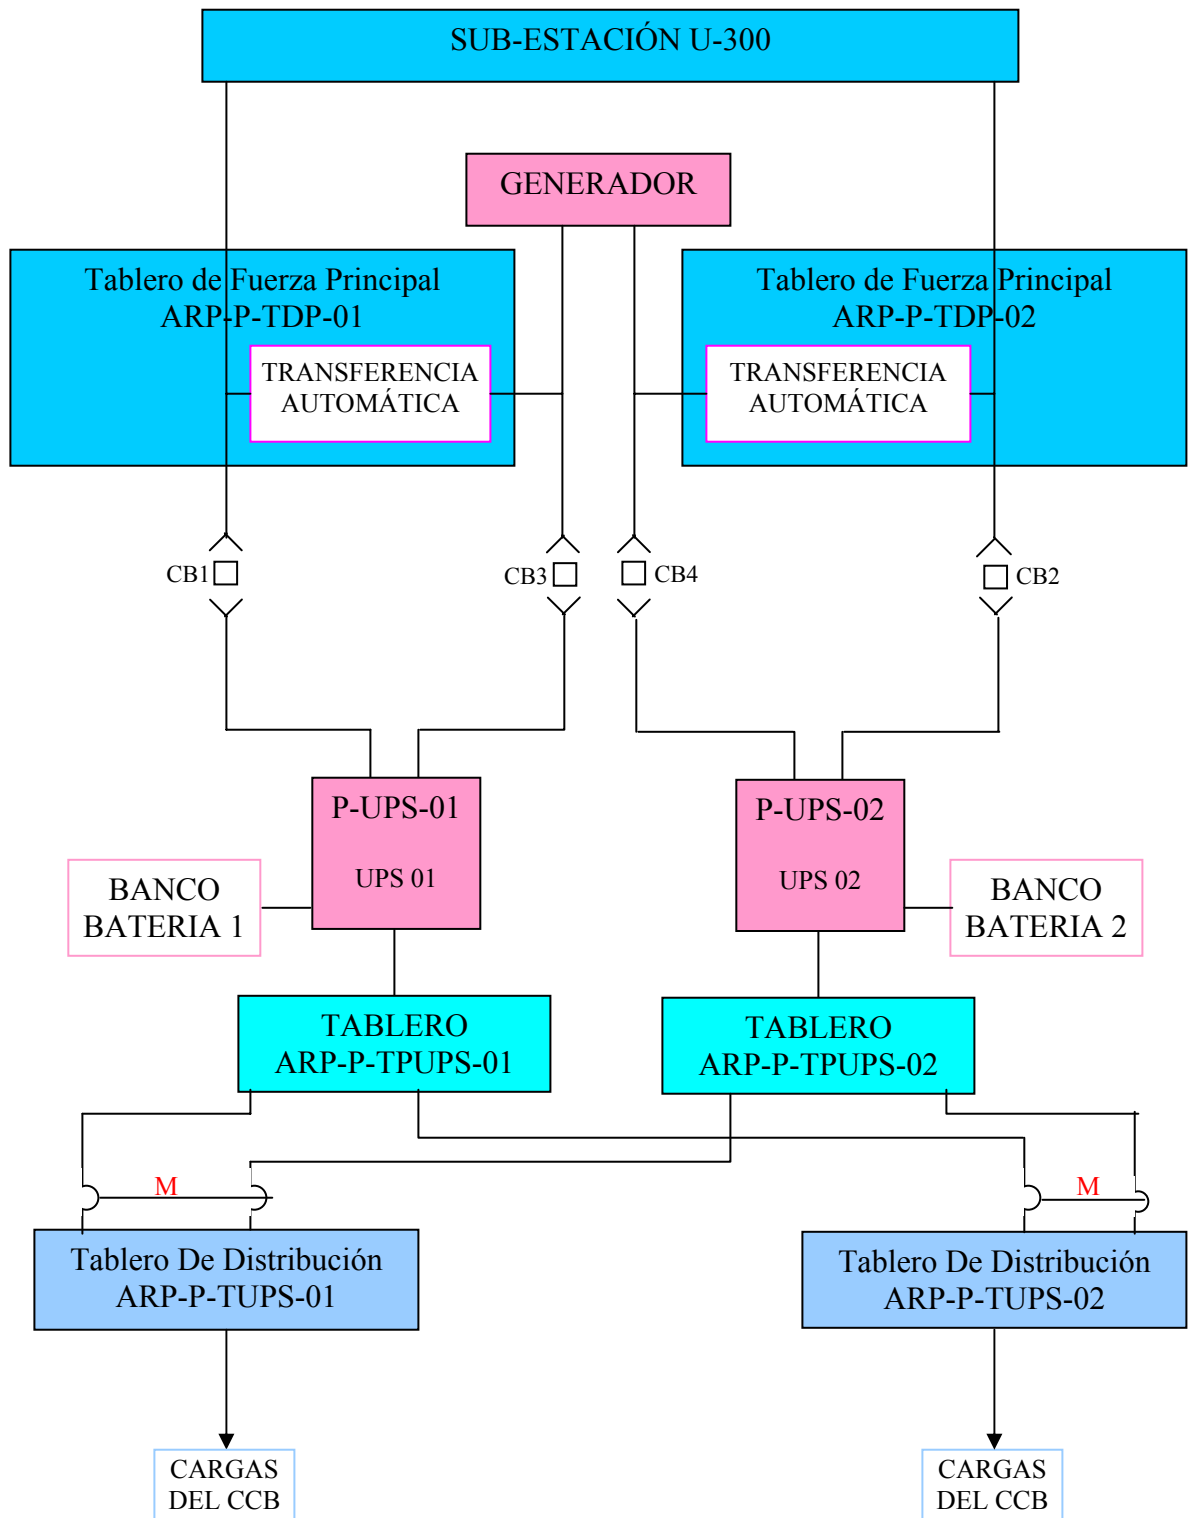 SUB-ESTACIÓN U-300
GENERADOR
Tablero de Fuerza Principal
ARP-P-TDP-01
Tablero de Fuerza Principal
ARP-P-TDP-02
TRANSFERENCIA
AUTOMÁTICA
TRANSFERENCIA
AUTOMÁTICA
CB1
CB3
CB4
CB2
P-UPS-01
UPS 01
P-UPS-02
UPS 02
BANCO
BATERIA 1
BANCO
BATERIA 2
TABLERO
ARP-P-TPUPS-01
TABLERO
ARP-P-TPUPS-02
M
M
Tablero De Distribución
ARP-P-TUPS-01
Tablero De Distribución
ARP-P-TUPS-02
CARGAS
DEL CCB
CARGAS
DEL CCB